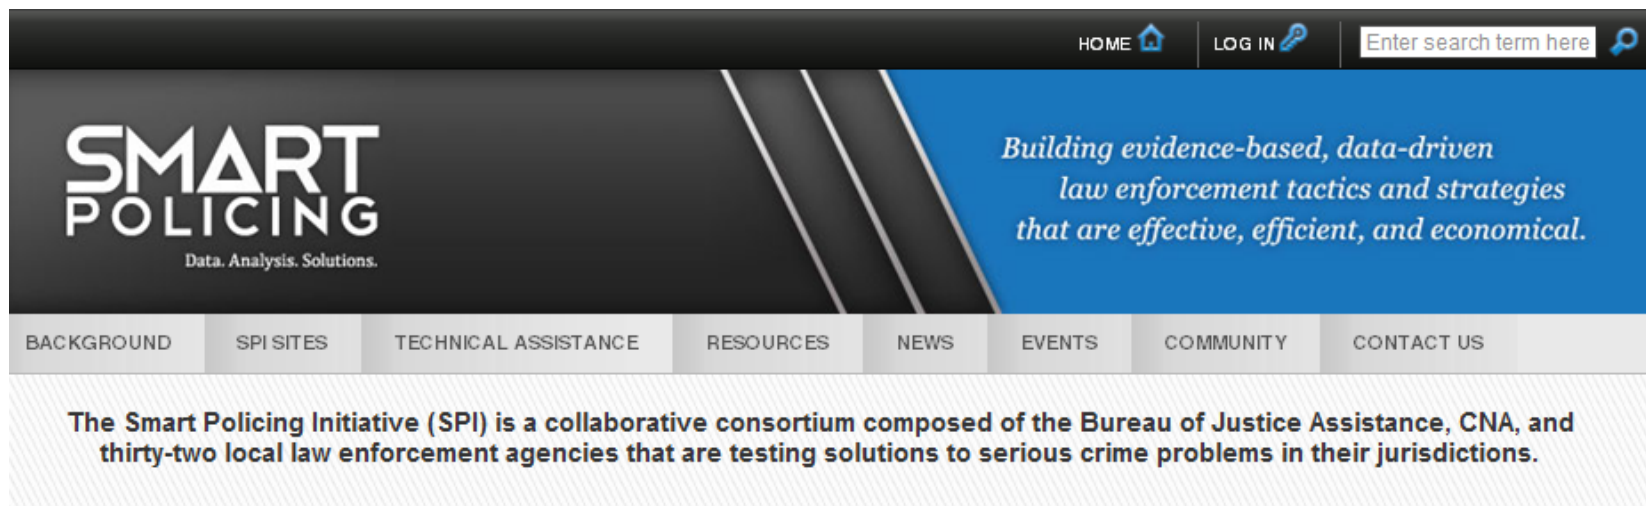 HOME
LOG IN
Enter search term here
SMART
POLICING
Data. Analysis. Solutions.
Building evidence-based, data-driven
law enforcement tactics and strategies
that are effective, efficient, and economical.
BACKGROUND
SPI SITES
TECHNICAL ASSISTANCE
RESOURCES
NEWS
EVENTS
COMMUNITY
CONTACT US
The Smart Policing Initiative (SPI) is a collaborative consortium composed of the Bureau of Justice Assistance, CNA, and
thirty-two local law enforcement agencies that are testing solutions to serious crime problems in their jurisdictions.